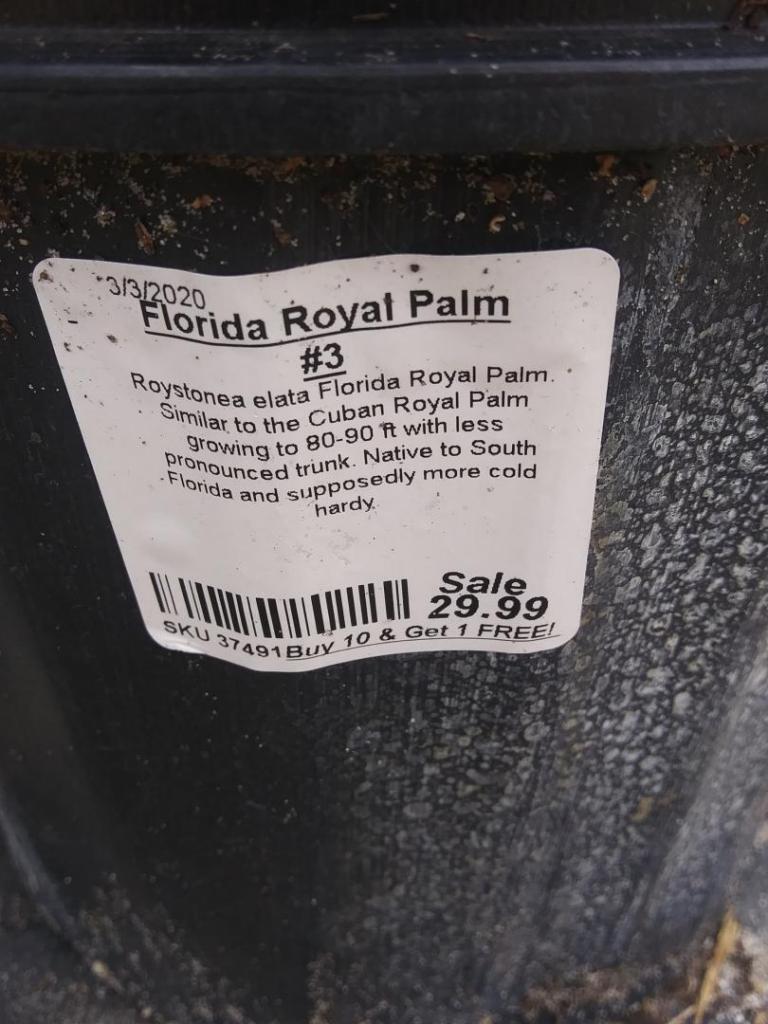 3/3/2020
Florida Royal Palm
#3
Roystonea elata Florida Royal Palm.
Similar to the Cuban Royal Palm
growing to 80-90 ft with less
pronounced trunk. Native to South
Florida and supposedly more cold
hardy.
Sale
29.99
SKU 37491 Buy 10 & Get 1 FREE!